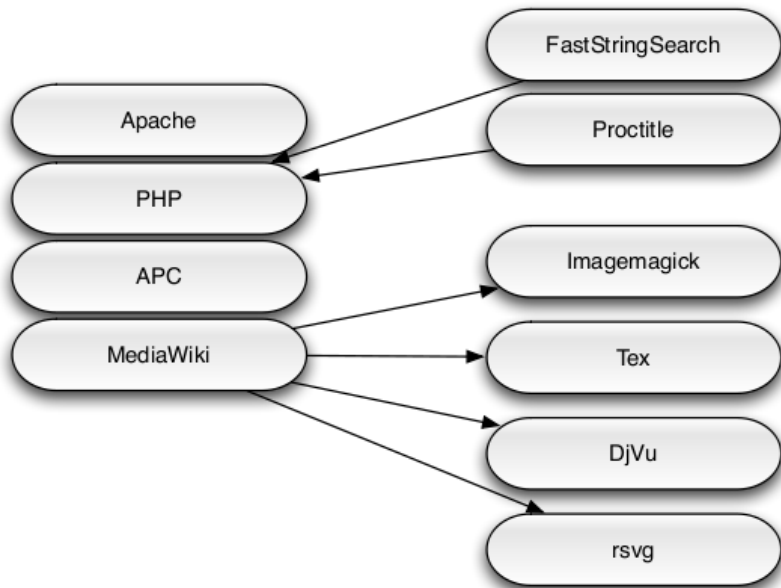 FastStringSearch
Apache
Proctitle
PHP
Imagemagick
APC
MediaWiki
Tex
DjVu
rsvg